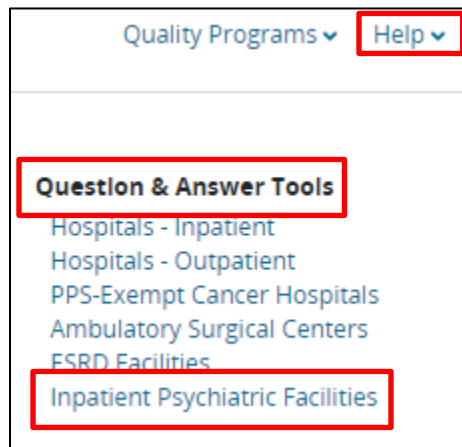 Quality Programs Help
Question & Answer Tools
Hospitals - Inpatient
Hospitals - Outpatient
PPS-Exempt Cancer Hospitals
Ambulatory Surgical Centers
ESRD Facilities
Inpatient Psychiatric Facilities